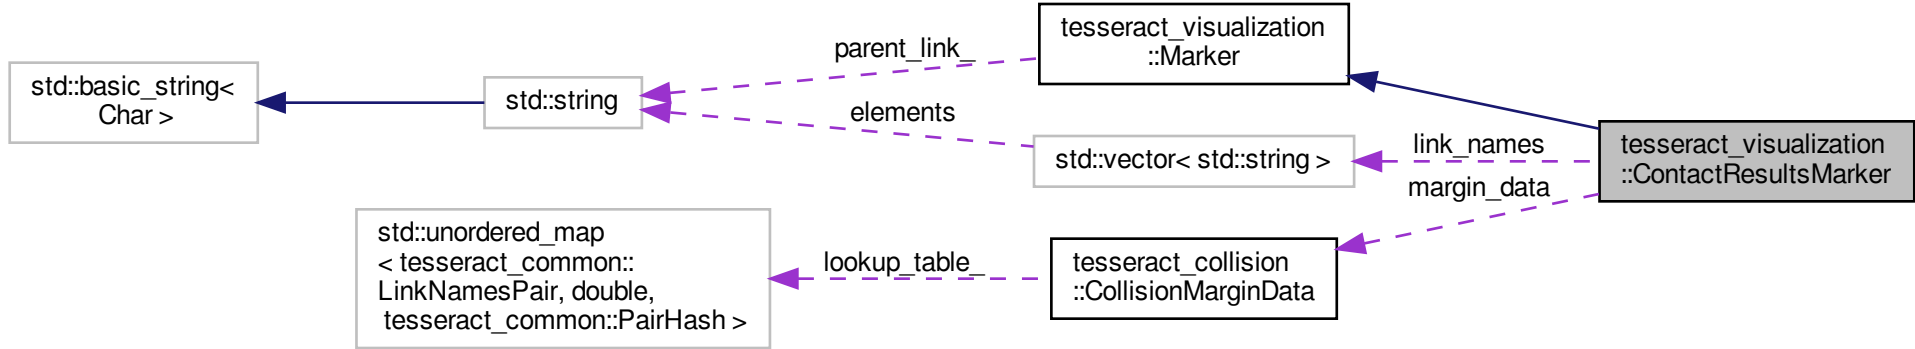 std::basic_string<
Char >
std::string
parent_link_
elements
tesseract_visualization
::Marker
std::vector< std::string >
link_names
margin_data
tesseract_visualization
::ContactResultsMarker
std::unordered_map
< tesseract_common::
LinkNamesPair, double,
tesseract_common::PairHash >
lookup_table_
tesseract_collision
::CollisionMarginData